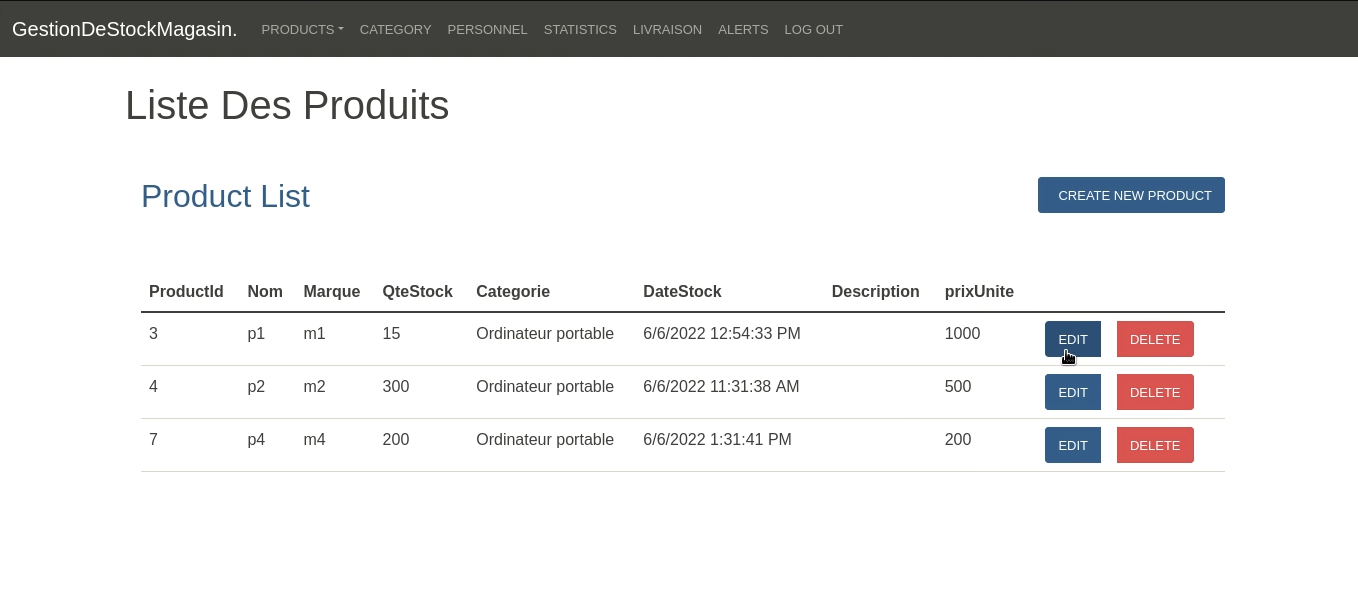 GestionDeStockMagasin. PRODUCTS CATEGORY PERSONNEL STATISTICS LIVRAISON ALERTS LOG OUT
Liste Des Produits
Product List CREATE NEW PRODUCT
ProductId Nom Marque QteStock Categorie DateStock Description prixUnite
3 p1 m1 15 Ordinateur portable 6/6/2022 12:54:33 PM 1000 EDIT DELETE
4 p2 m2 300 Ordinateur portable 6/6/2022 11:31:38 AM 500 EDIT DELETE
7 p4 m4 200 Ordinateur portable 6/6/2022 1:31:41 PM 200 EDIT DELETE